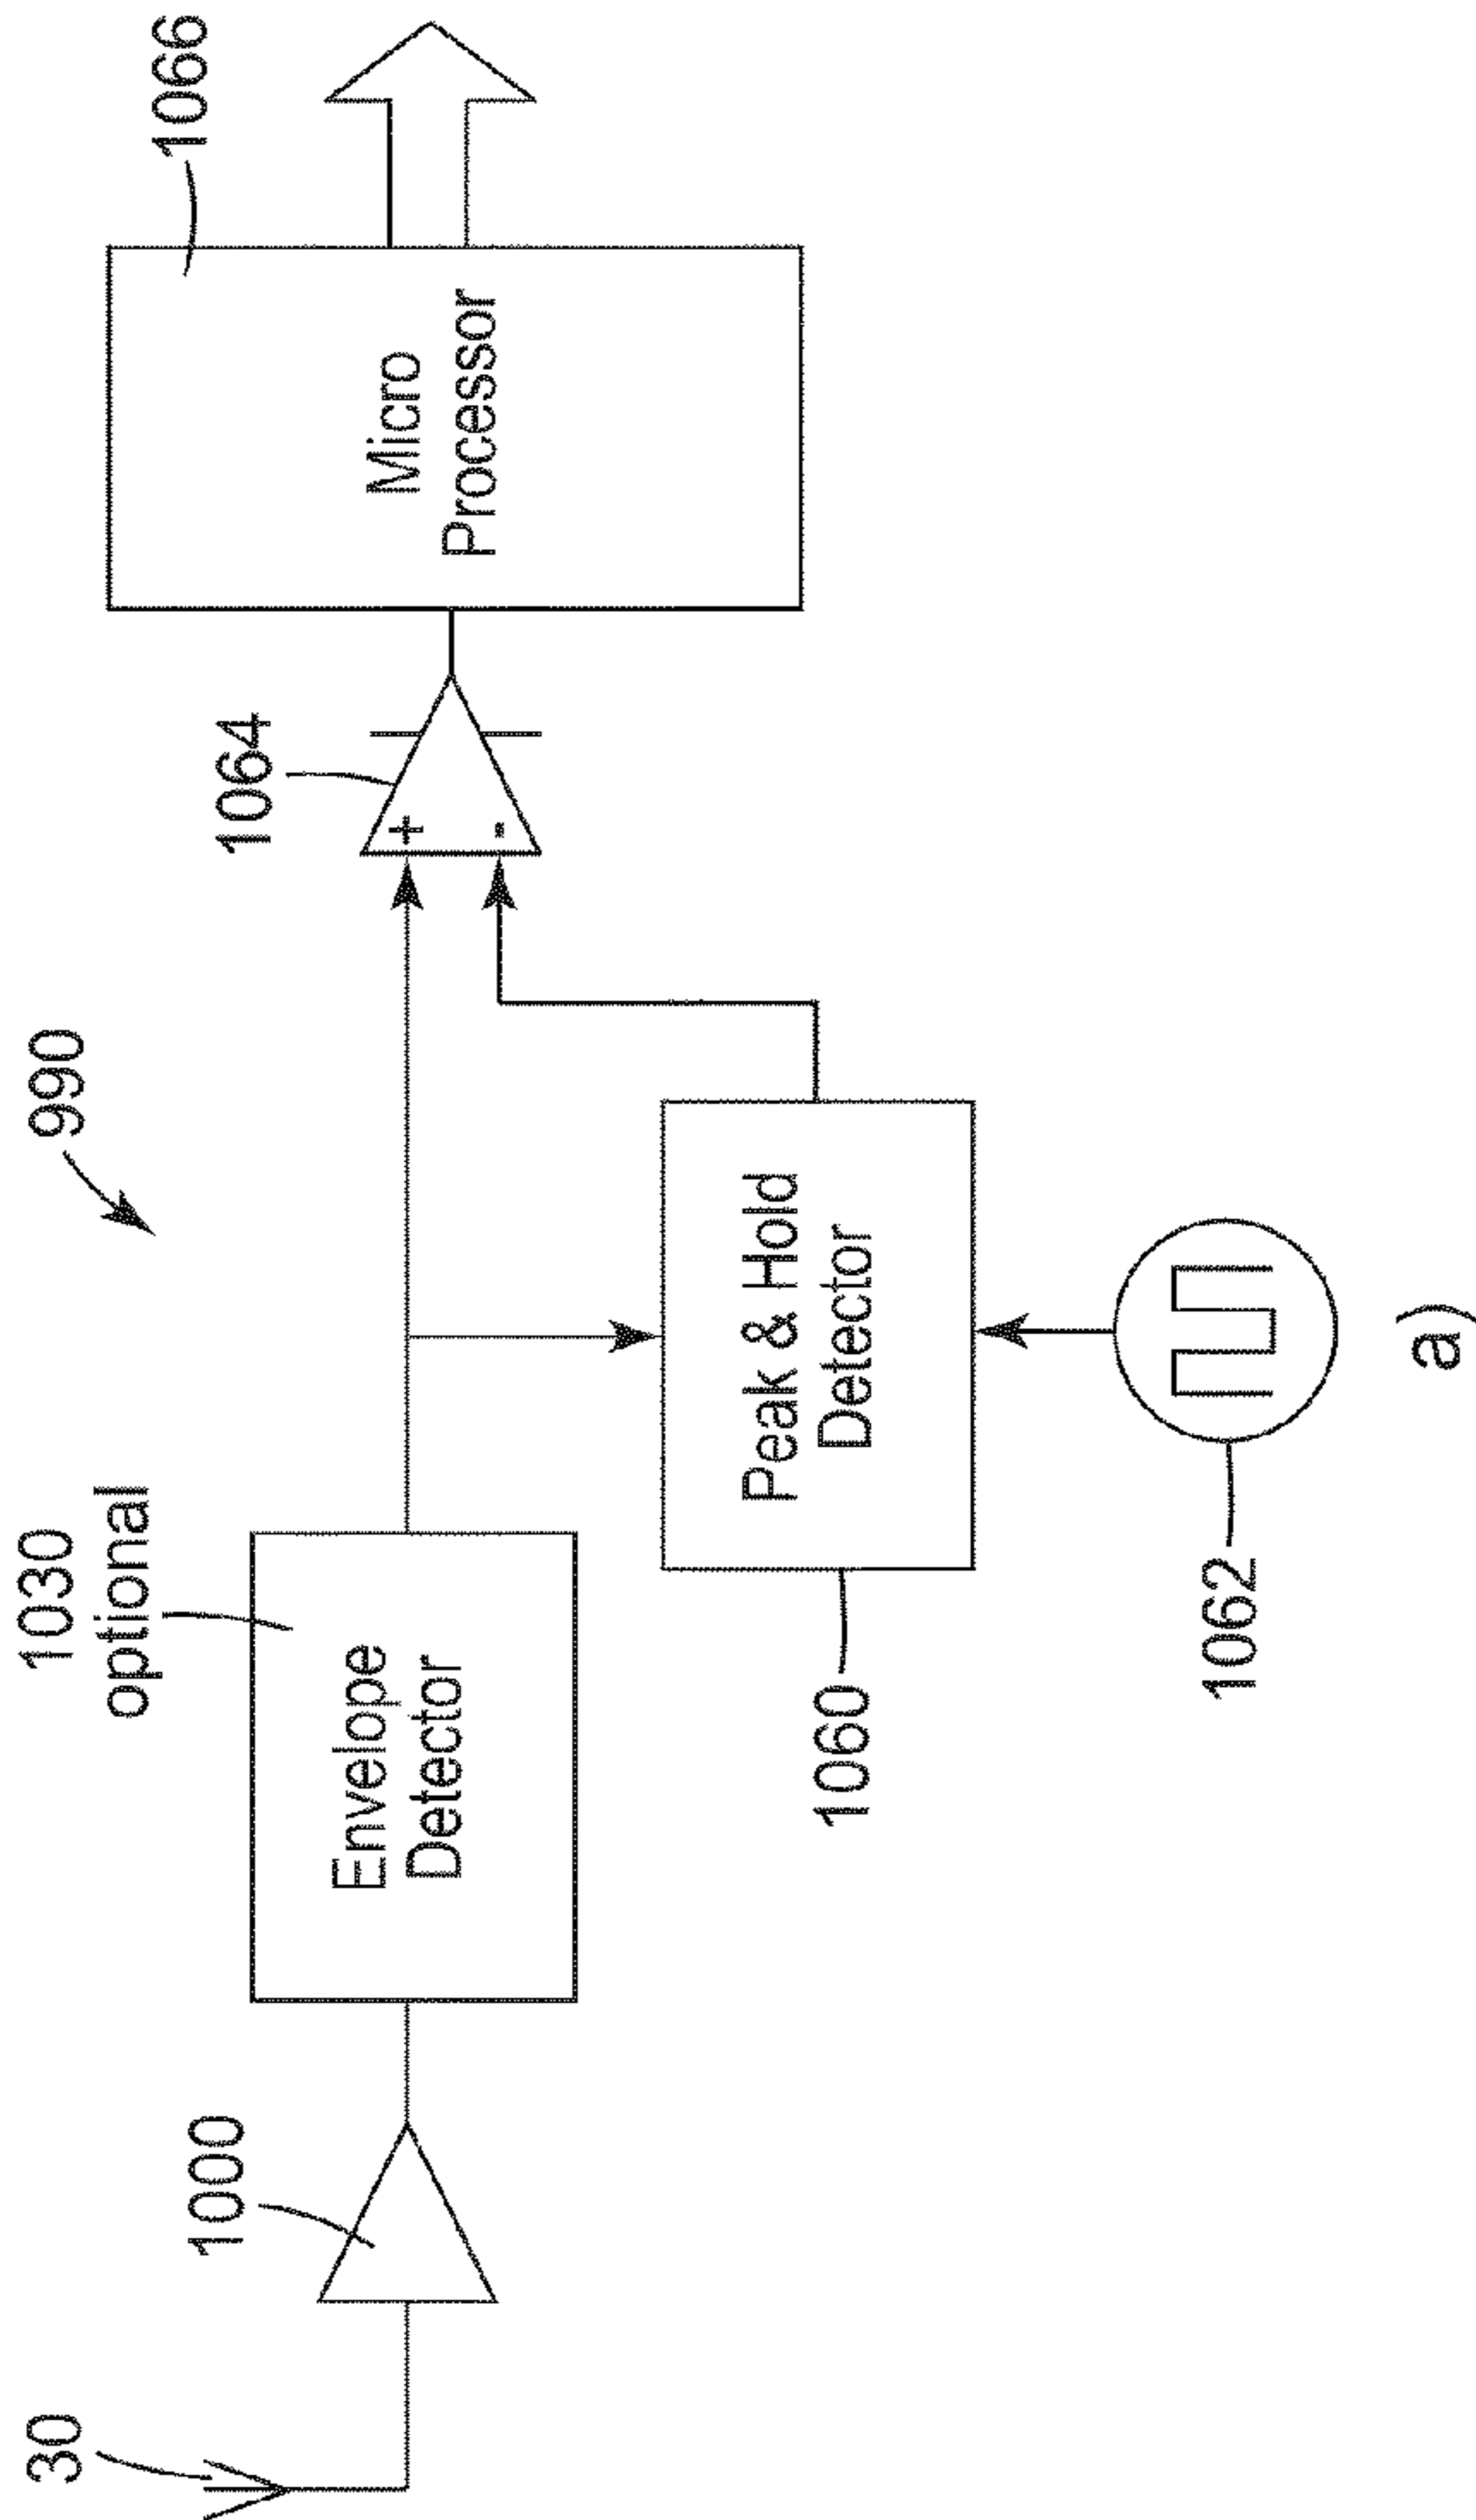 30
1000
1030
optional
Envelope
Detector
990
1060
Peak & Hold
Detector
1062
1064
+
-
Micro
Processor
1066
a)